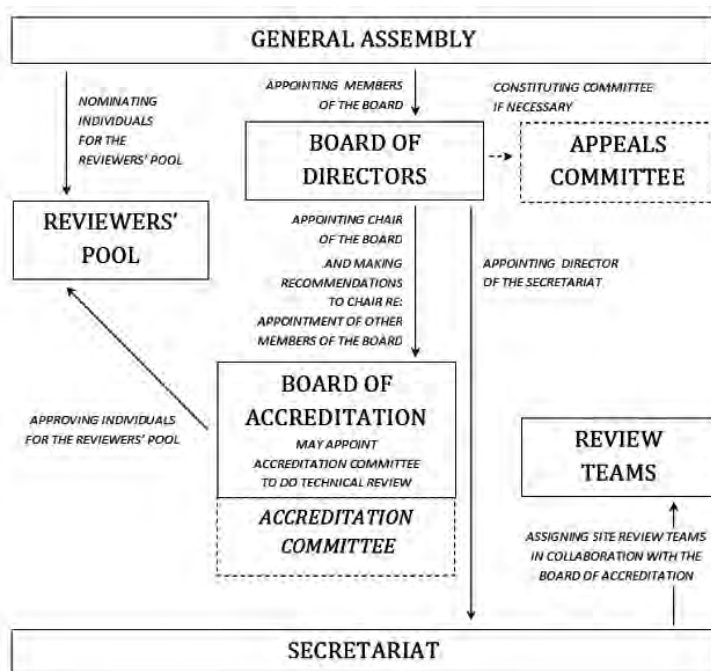 GENERAL ASSEMBLY
NOMINATING
INDIVIDUALS
FOR THE
REVIEWERS' POOL
APPOINTING MEMBERS
OF THE BOARD
CONSTITUTING COMMITTEE
IF NECESSARY
BOARD OF
DIRECTORS
APPEALS
COMMITTEE
REVIEWERS'
POOL
APPOINTING CHAIR
OF THE BOARD
AND MAKING
RECOMMENDATIONS
TO CHAIR RE:
APPOINTMENT OF OTHER
MEMBERS OF THE BOARD
APPOINTING DIRECTOR
OF THE SECRETARIAT
BOARD OF
ACCREDITATION
MAY APPOINT
ACCREDITATION COMMITTEE
TO DO TECHNICAL REVIEW
ACCREDITATION
COMMITTEE
APPROVING INDIVIDUALS
FOR THE REVIEWERS' POOL
REVIEW
TEAMS
ASSIGNING SITE REVIEW TEAMS
IN COLLABORATION WITH THE
BOARD OF ACCREDITATION
SECRETARIAT